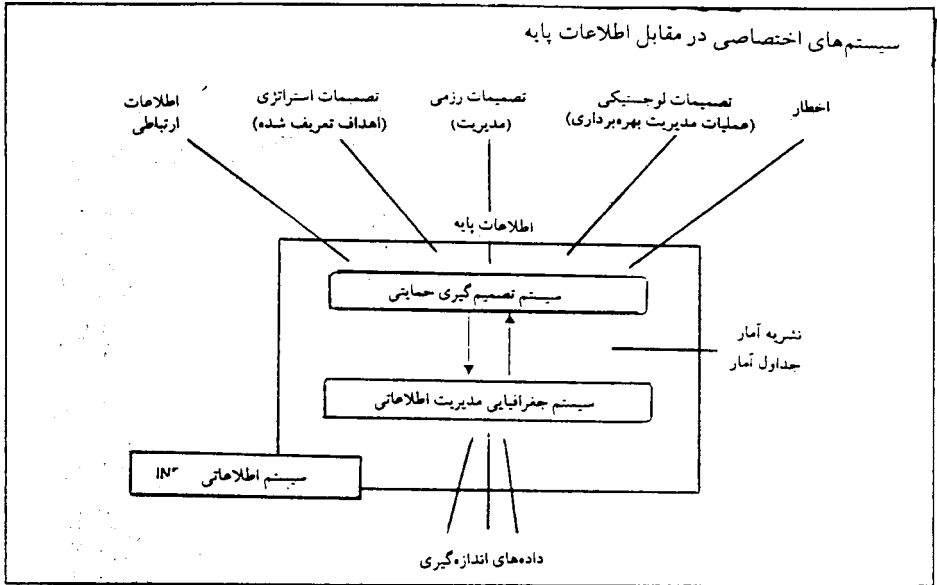 سیستم‌های اختصاصی در مقابل اطلاعات پایه
اخطار
تصمیمات لوجستیکی
(عملیات مدیریت بهره‌برداری)
تصمیمات رزمی
(مدیریت)
تصمیمات استراتژی
(اهداف تعریف شده)
اطلاعات
ارتباطی
اطلاعات پایه
سیستم تصمیم‌گیری حمایتی
نشریه آمار
جداول آمار
سیستم جغرافیایی مدیریت اطلاعاتی
سیستم اطلاعاتی
داده‌های اندازه‌گیری